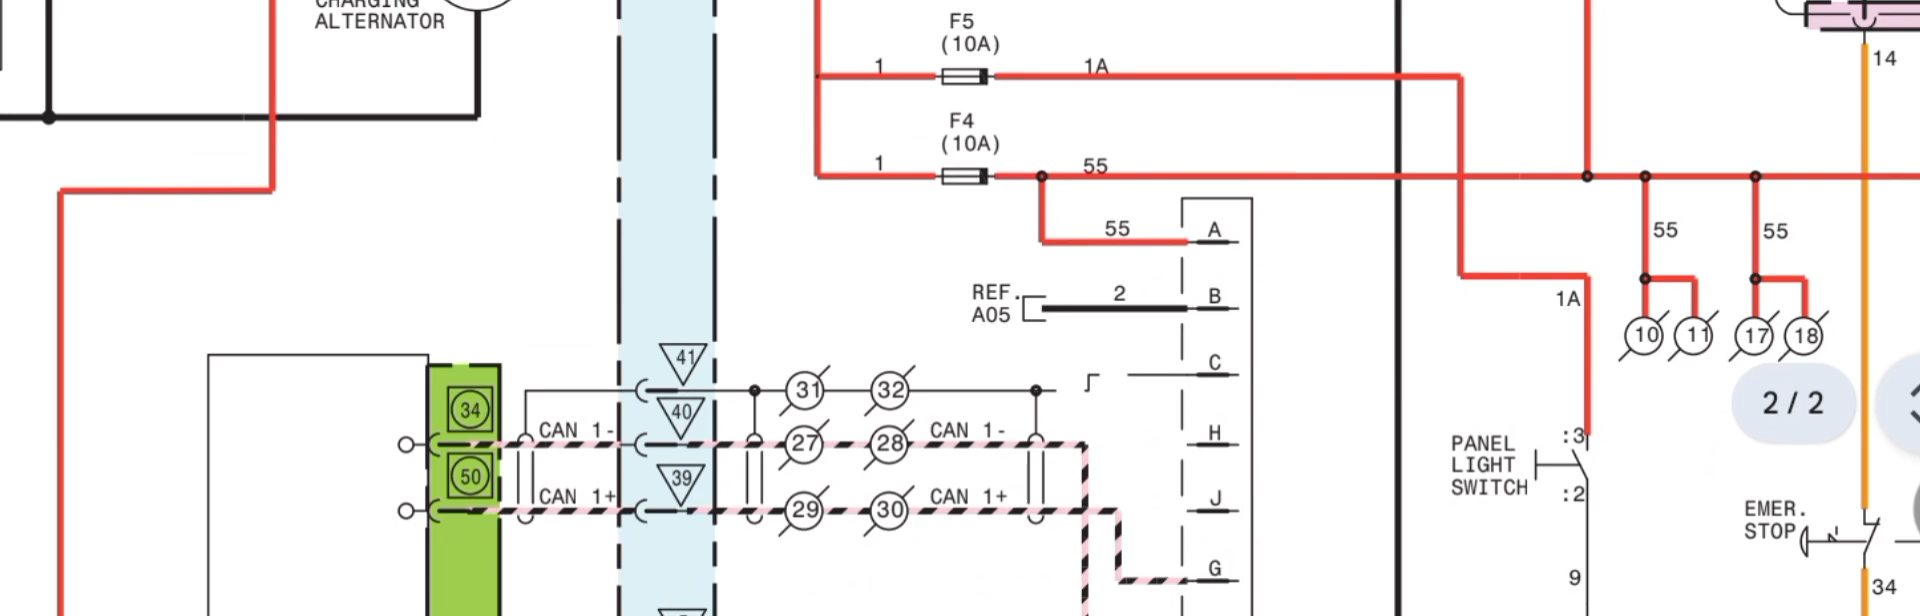 CHARGING
ALTERNATOR
F5
(10A)
1
1A
14
F4
(10A)
1
55
55
A
55
55
REF.
A05
2
B
1A
10
11
17
18
41
C
31
32
2 / 2
34
40
CAN 1-
27
28
CAN 1-
H
:3
PANEL
LIGHT
SWITCH
50
39
CAN 1+
29
30
CAN 1+
J
:2
EMER.
STOP
G
9
34